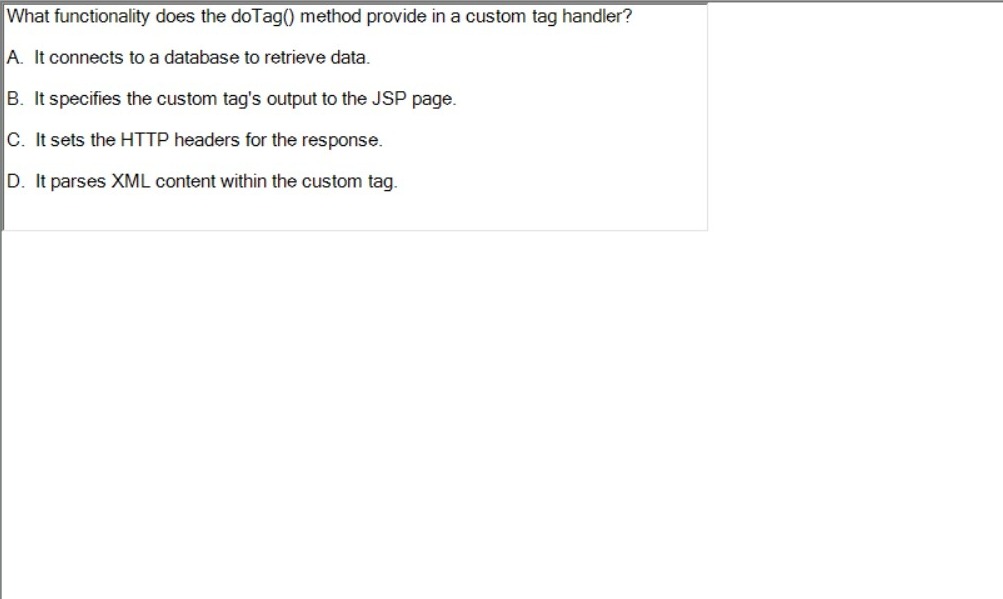 What functionality does the doTag() method provide in a custom tag handler?
A. It connects to a database to retrieve data.
B. It specifies the custom tag's output to the JSP page.
C. It sets the HTTP headers for the response.
D. It parses XML content within the custom tag.